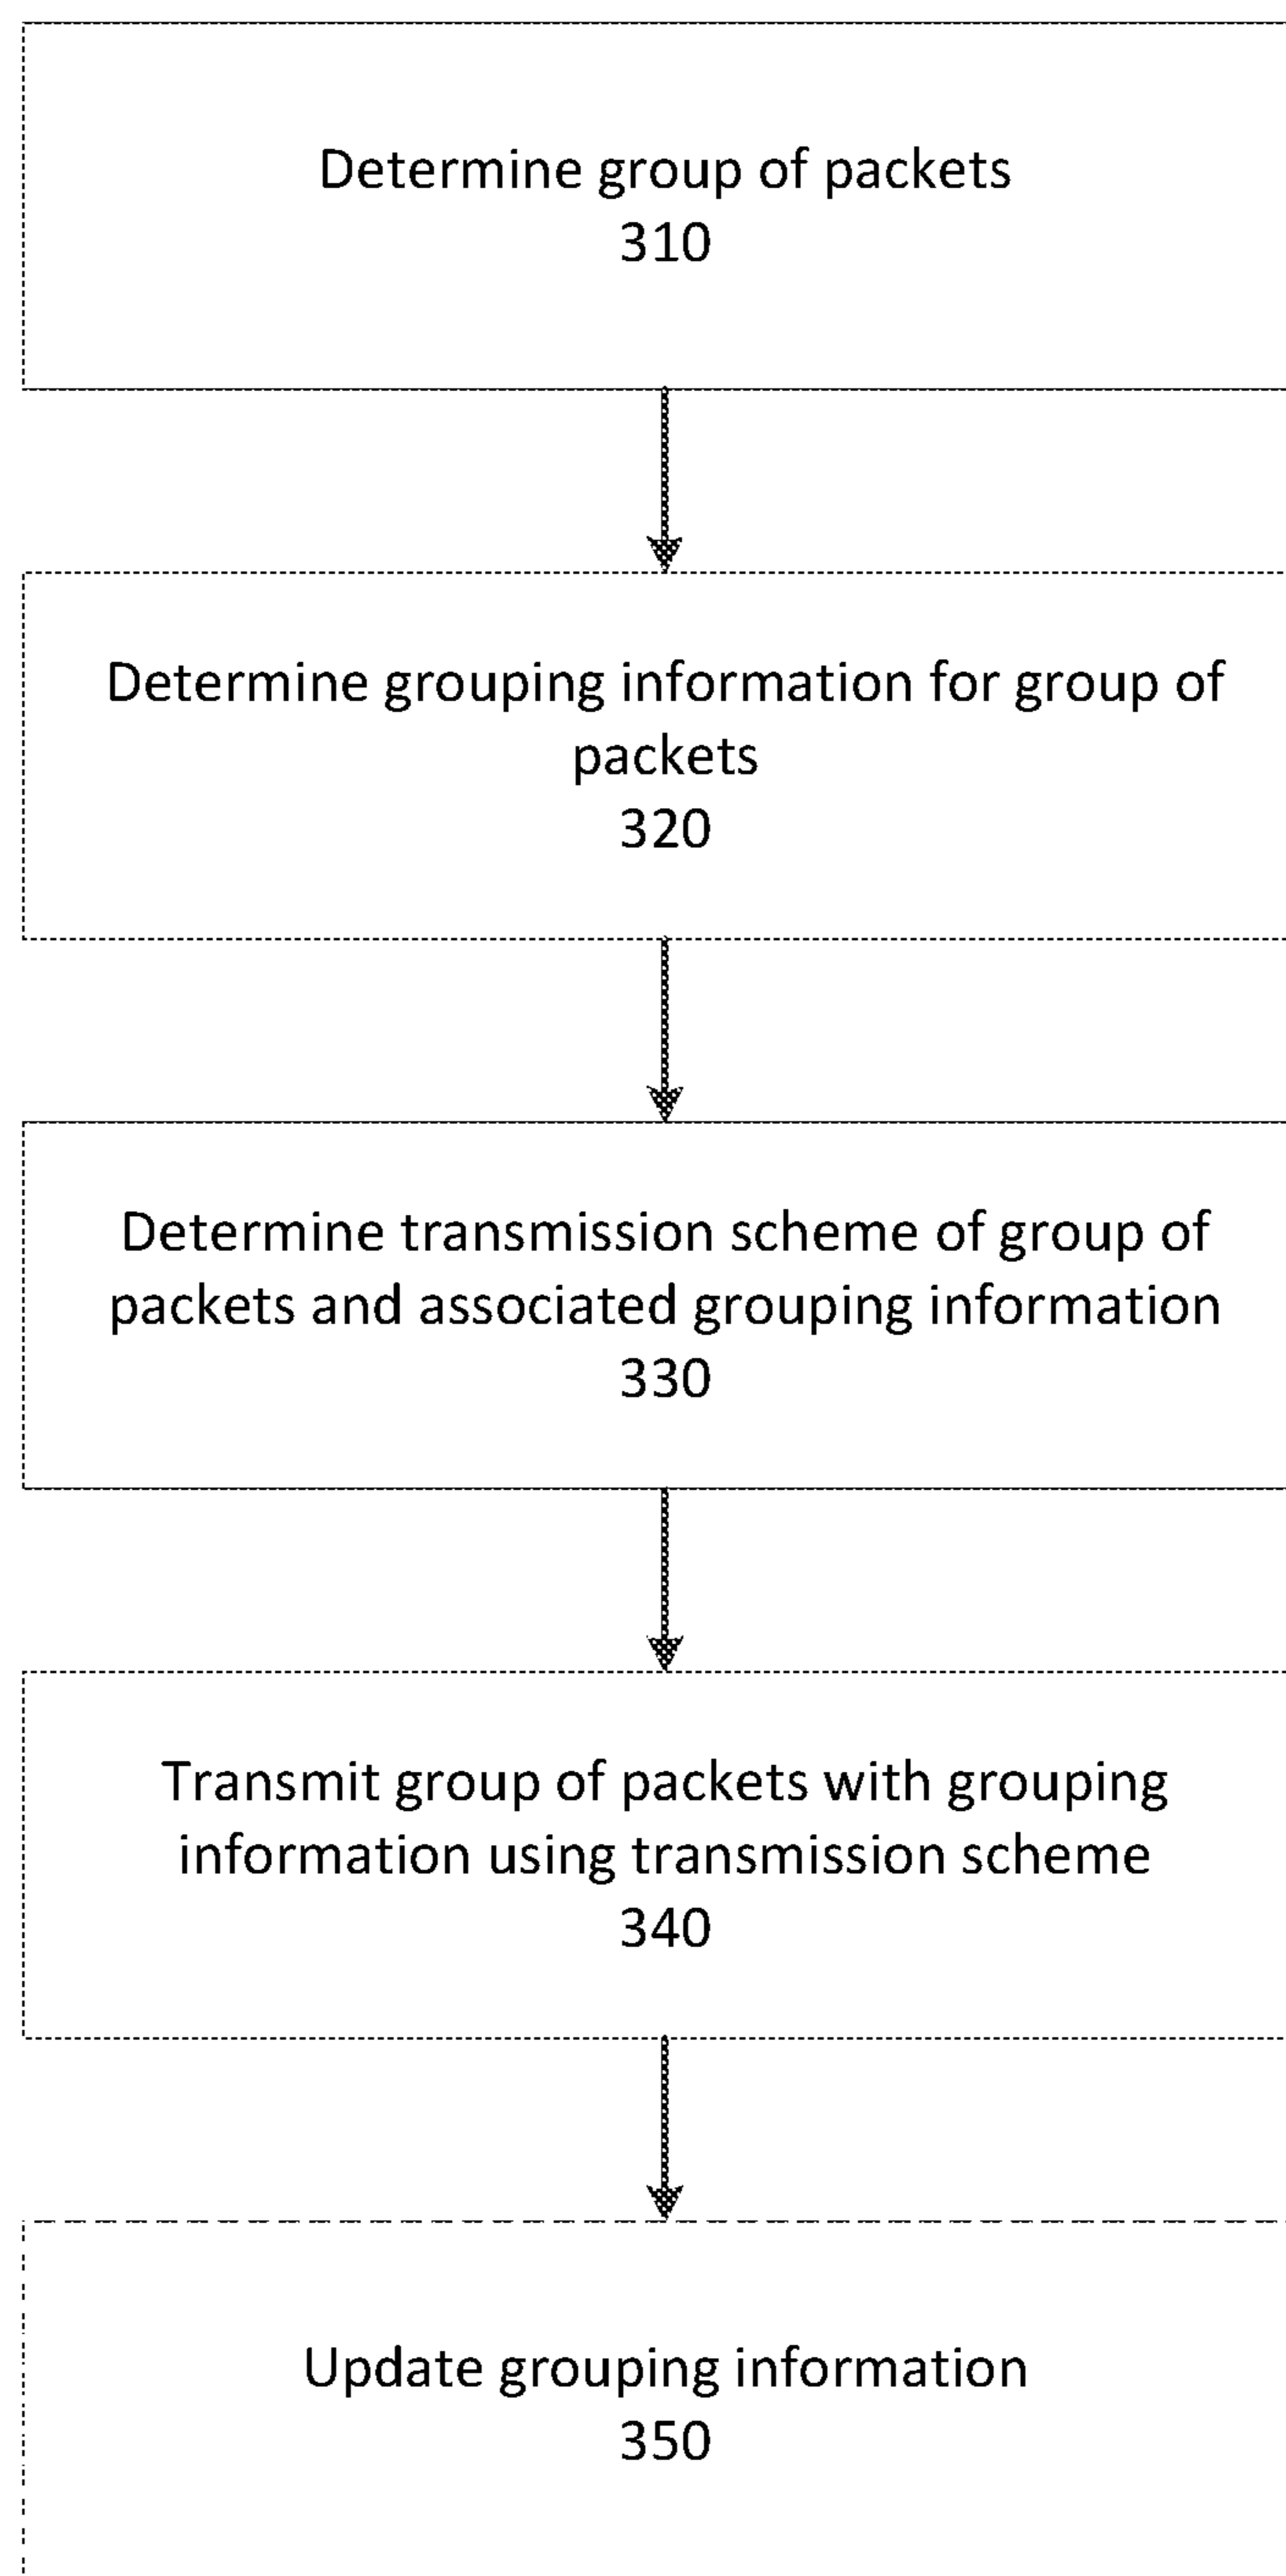 Determine group of packets
310
Determine grouping information for group of
packets
320
Determine transmission scheme of group of
packets and associated grouping information
330
Transmit group of packets with grouping
information using transmission scheme
340
Update grouping information
350